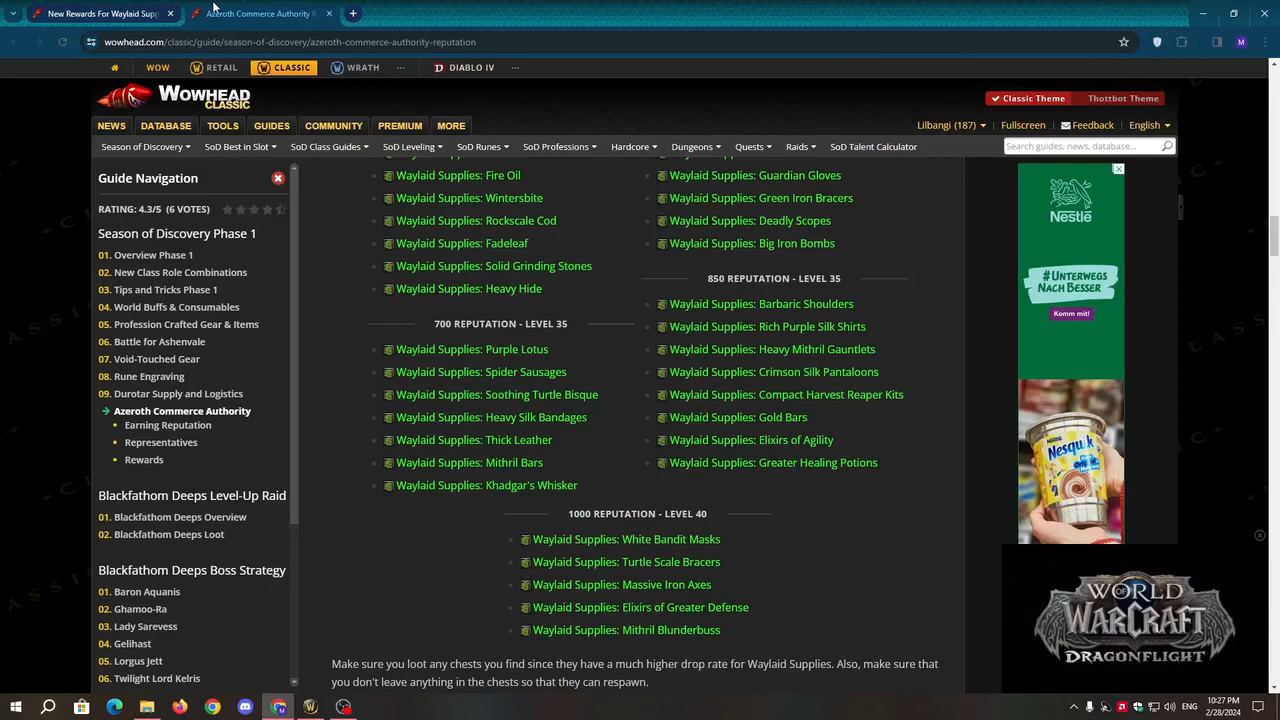 New Rewards For Waylaid Supp
Azeroth Commerce Authority R
wowhead.com/classic/guide/season-of-discovery/azeroth-commerce-authority-reputation
M
WOW
RETAIL
CLASSIC
WRATH
DIABLO IV
WOWHEAD
CLASSIC
Classic Theme
Thottbot Theme
NEWS
DATABASE
TOOLS
GUIDES
COMMUNITY
PREMIUM
MORE
Lilbangi (187)
Fullscreen
Feedback
English
Season of Discovery
SoD Best in Slot
SoD Class Guides
SoD Leveling
SoD Runes
SoD Professions
Hardcore
Dungeons
Quests
Raids
SoD Talent Calculator
Search guides, news, database...
Guide Navigation
RATING: 4.3/5 (6 VOTES)
Season of Discovery Phase 1
01. Overview Phase 1
02. New Class Role Combinations
03. Tips and Tricks Phase 1
04. World Buffs & Consumables
05. Profession Crafted Gear & Items
06. Battle for Ashenvale
07. Void-Touched Gear
08. Rune Engraving
09. Durotar Supply and Logistics
Azeroth Commerce Authority
Earning Reputation
Representatives
Rewards
Blackfathom Deeps Level-Up Raid
01. Blackfathom Deeps Overview
02. Blackfathom Deeps Loot
Blackfathom Deeps Boss Strategy
01. Baron Aquanis
02. Ghamoo-Ra
03. Lady Sarevess
04. Gelihast
05. Lorgus Jett
06. Twilight Lord Kelris
Waylaid Supplies: Fire Oil
Waylaid Supplies: Wintersbite
Waylaid Supplies: Rockscale Cod
Waylaid Supplies: Fadeleaf
Waylaid Supplies: Solid Grinding Stones
Waylaid Supplies: Heavy Hide
700 REPUTATION - LEVEL 35
Waylaid Supplies: Purple Lotus
Waylaid Supplies: Spider Sausages
Waylaid Supplies: Soothing Turtle Bisque
Waylaid Supplies: Heavy Silk Bandages
Waylaid Supplies: Thick Leather
Waylaid Supplies: Mithril Bars
Waylaid Supplies: Khadgar's Whisker
Waylaid Supplies: Guardian Gloves
Waylaid Supplies: Green Iron Bracers
Waylaid Supplies: Deadly Scopes
Waylaid Supplies: Big Iron Bombs
850 REPUTATION - LEVEL 35
Waylaid Supplies: Barbaric Shoulders
Waylaid Supplies: Rich Purple Silk Shirts
Waylaid Supplies: Heavy Mithril Gauntlets
Waylaid Supplies: Crimson Silk Pantaloons
Waylaid Supplies: Compact Harvest Reaper Kits
Waylaid Supplies: Gold Bars
Waylaid Supplies: Elixirs of Agility
Waylaid Supplies: Greater Healing Potions
1000 REPUTATION - LEVEL 40
Waylaid Supplies: White Bandit Masks
Waylaid Supplies: Turtle Scale Bracers
Waylaid Supplies: Massive Iron Axes
Waylaid Supplies: Elixirs of Greater Defense
Waylaid Supplies: Mithril Blunderbuss
Make sure you loot any chests you find since they have a much higher drop rate for Waylaid Supplies. Also, make sure that
you don't leave anything in the chests so that they can respawn.
Nestlē
#UNTERWEGS
NACH BESSER
Komm mit!
Nesquik
WORLD OF
WARCRAFT
DRAGONFLIGHT
ENG
10:27 PM
2/28/2024